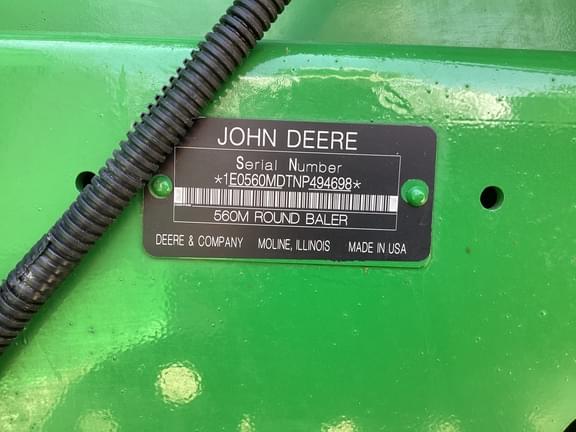 JOHN DEERE
Serial Number
*1E0560MDTNP494698*
560M ROUND BALER
DEERE & COMPANY MOLINE, ILLINOIS MADE IN USA